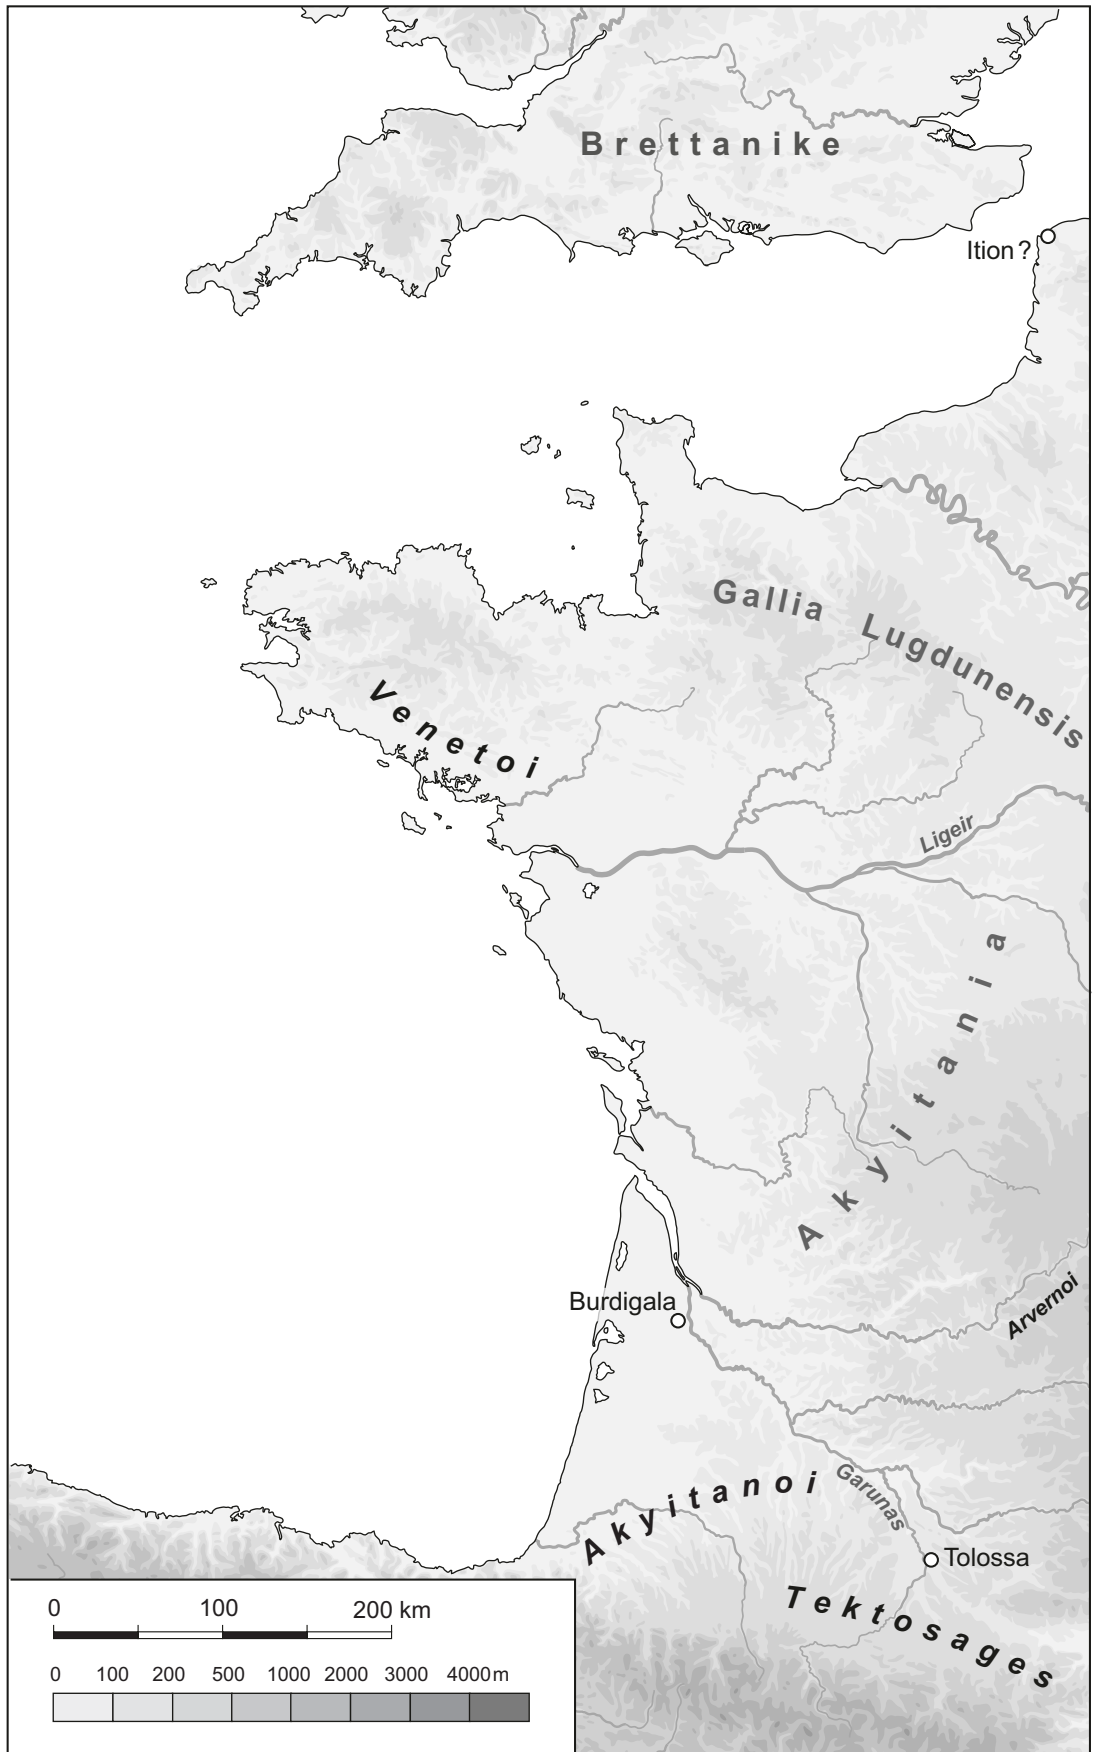 Brettanike
Ition ?
Gallia Lugdunensis
Venetoi
Ligeir
Akyitania
Arvernoi
Burdigala
Akyitanoi
Garunas
Tolossa
Tektosages
0 100 200 km
0 100 200 500 1000 2000 3000 4000 m